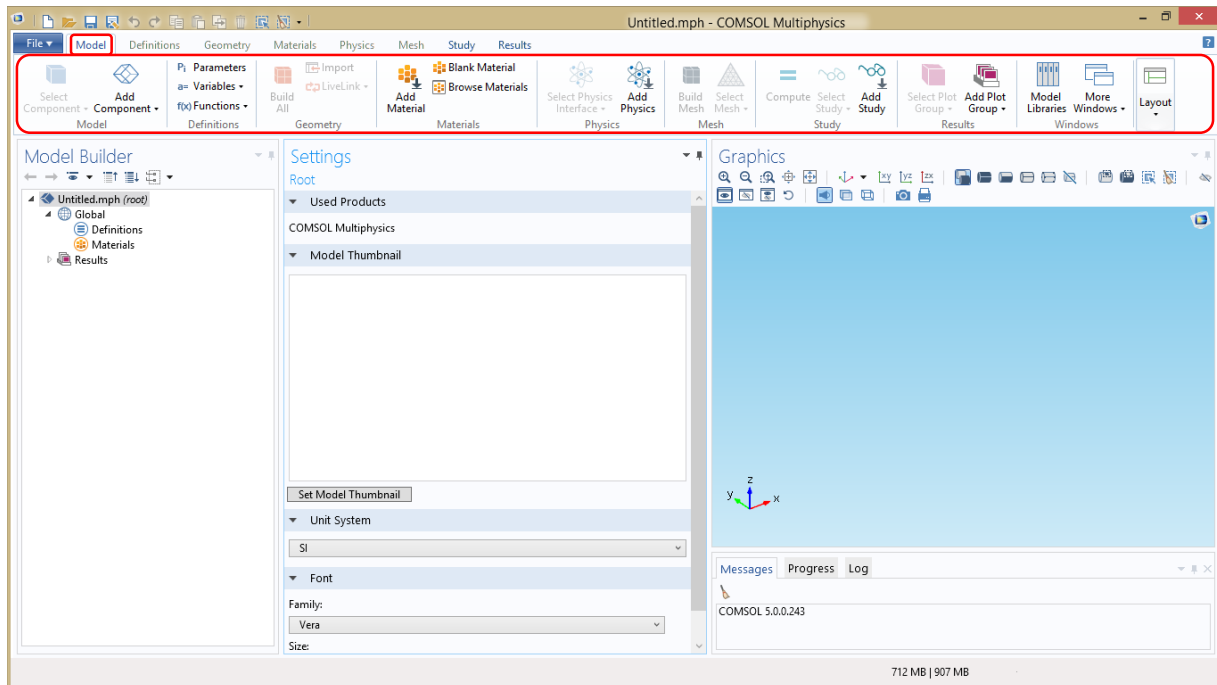 Untitled.mph - COMSOL Multiphysics
File Model Definitions Geometry Materials Physics Mesh Study Results
Select Component
Add Component
Model
Pi Parameters
a= Variables
f(x) Functions
Definitions
Build All
Import
LiveLink
Geometry
Add Material
Blank Material
Browse Materials
Materials
Select Physics Interface
Add Physics
Physics
Build Mesh
Select Mesh
Mesh
Compute
Select Study
Add Study
Study
Select Plot Group
Add Plot Group
Results
Model Libraries
More Windows
Windows
Layout
Model Builder
Untitled.mph (root)
Global
Definitions
Materials
Results
Settings
Root
Used Products
COMSOL Multiphysics
Model Thumbnail
Set Model Thumbnail
Unit System
SI
Font
Family:
Vera
Size:
Graphics
xy yz zx
z
y x
Messages Progress Log
COMSOL 5.0.0.243
712 MB | 907 MB